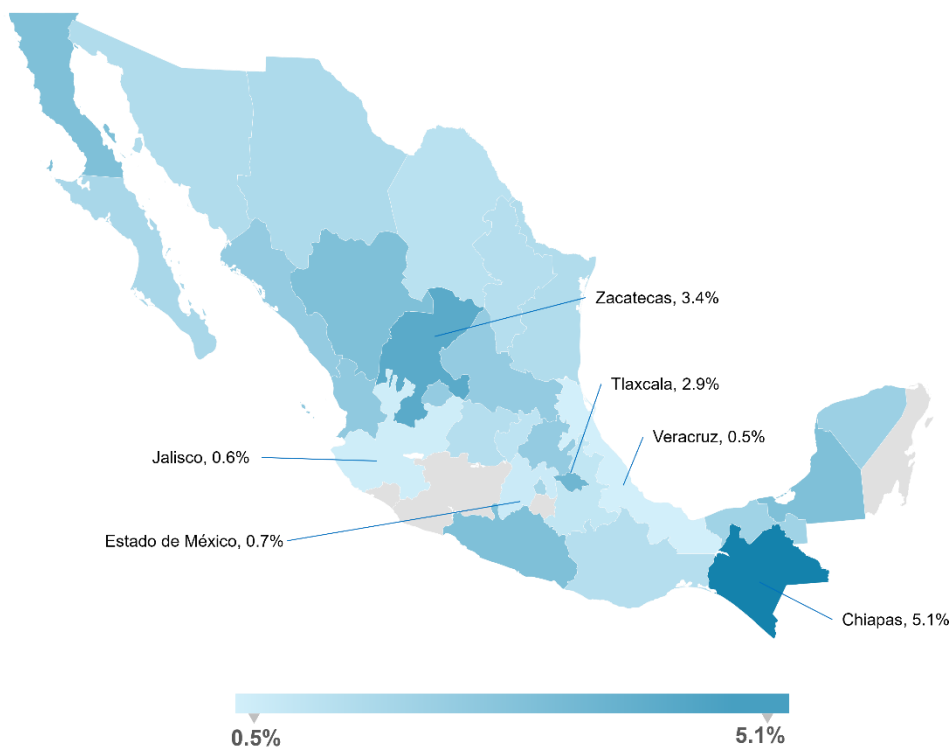 Zacatecas, 3.4%
Tlaxcala, 2.9%
Veracruz, 0.5%
Jalisco, 0.6%
Estado de México, 0.7%
Chiapas, 5.1%
0.5%
5.1%